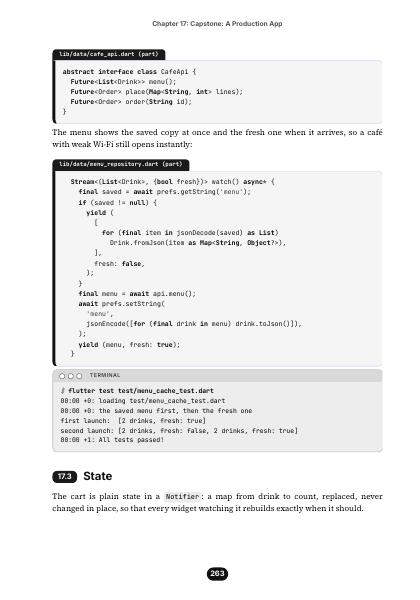 Chapter 17: Capstone: A Production App
lib/data/cafe_api.dart (part)
abstract interface class CafeApi {
  Future<List<Drink>> menu();
  Future<Order> place(Map<String, int> lines);
  Future<Order> order(String id);
}
The menu shows the saved copy at once and the fresh one when it arrives, so a café
with weak Wi-Fi still opens instantly:
lib/data/menu_repository.dart (part)
  Stream<(List<Drink>, {bool fresh})> watch() async* {
    final saved = await prefs.getString('menu');
    if (saved != null) {
      yield (
        [
          for (final item in jsonDecode(saved) as List)
            Drink.fromJson(item as Map<String, Object?>),
        ],
        fresh: false,
      );
    }
    final menu = await api.menu();
    await prefs.setString(
      'menu',
      jsonEncode([for (final drink in menu) drink.toJson()]),
    );
    yield (menu, fresh: true);
  }
TERMINAL
$ flutter test test/menu_cache_test.dart
00:00 +0: loading test/menu_cache_test.dart
00:00 +0: the saved menu first, then the fresh one
first launch:  [2 drinks, fresh: true]
second launch: [2 drinks, fresh: false, 2 drinks, fresh: true]
00:00 +1: All tests passed!
17.3 State
The cart is plain state in a Notifier: a map from drink to count, replaced, never
changed in place, so that every widget watching it rebuilds exactly when it should.
263